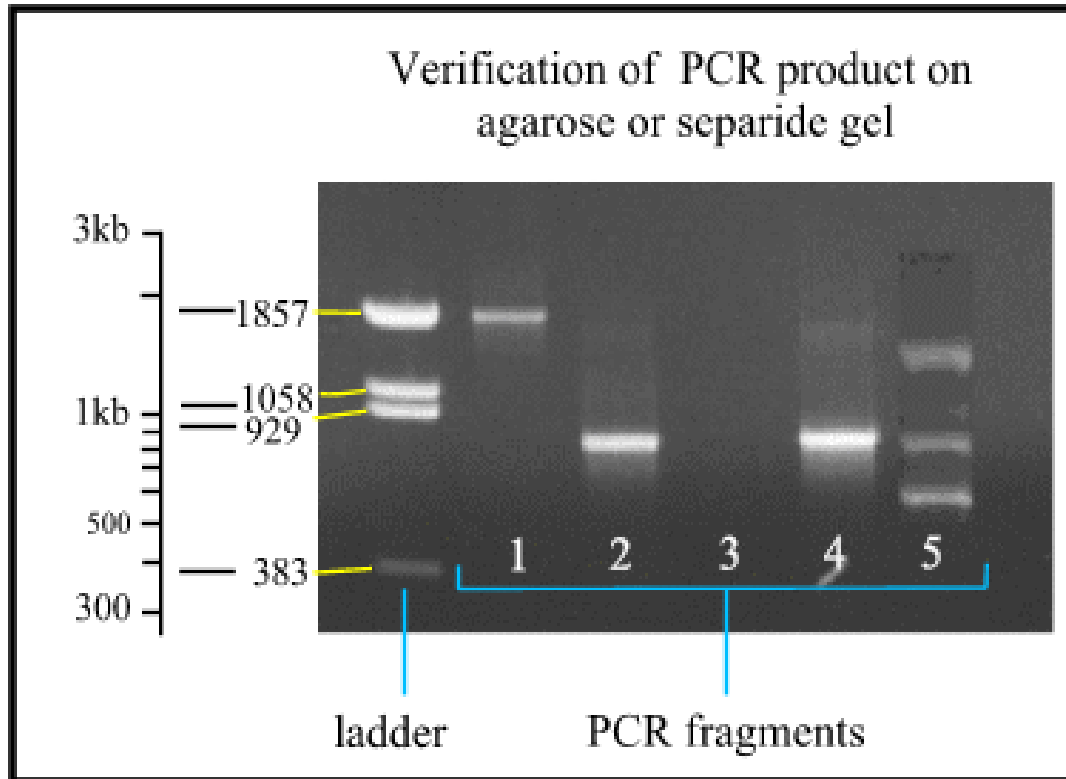 Verification of PCR product on
agarose or separide gel
3kb
1857
1058
1kb
929
500
383
300
1 2 3 4 5
ladder
PCR fragments